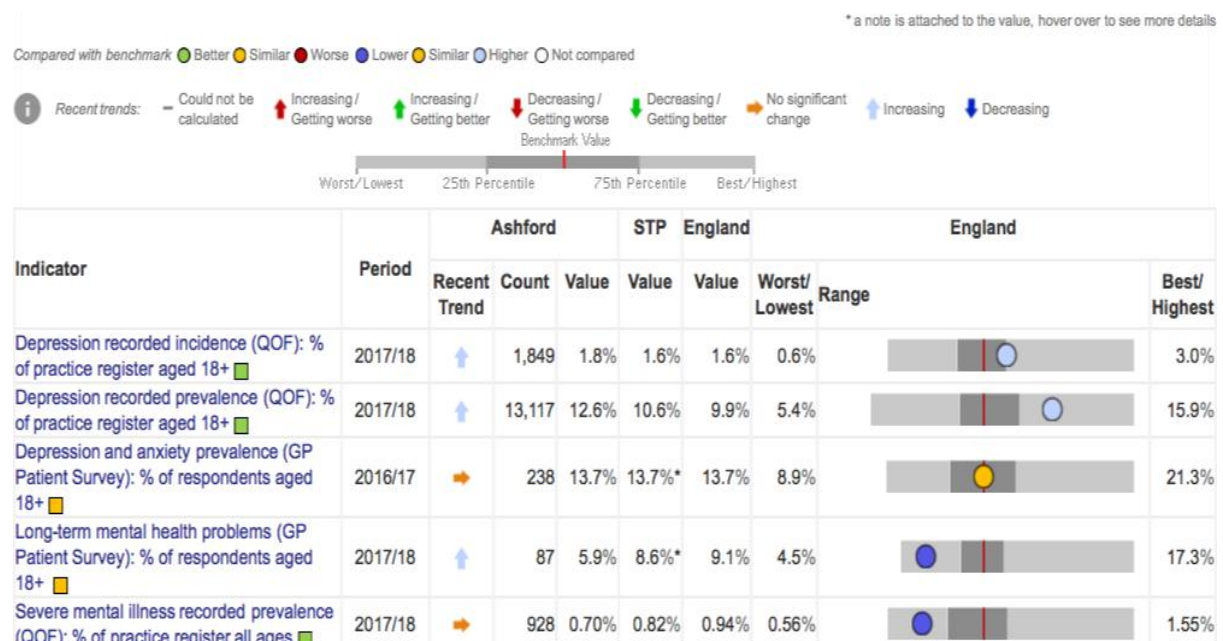 * a note is attached to the value, hover over to see more details
Compared with benchmark Better Similar Worse Lower Similar Higher Not compared
Recent trends: – Could not be calculated Increasing / Getting worse Increasing / Getting better Decreasing / Getting worse Decreasing / Getting better No significant change Increasing Decreasing
Benchmark Value
Worst/Lowest 25th Percentile 75th Percentile Best/Highest
Ashford STP England England
Indicator Period Recent Trend Count Value Value Value Worst/ Lowest Range Best/ Highest
Depression recorded incidence (QOF): %
of practice register aged 18+ 2017/18 1,849 1.8% 1.6% 1.6% 0.6% 3.0%
Depression recorded prevalence (QOF): %
of practice register aged 18+ 2017/18 13,117 12.6% 10.6% 9.9% 5.4% 15.9%
Depression and anxiety prevalence (GP
Patient Survey): % of respondents aged
18+ 2016/17 238 13.7% 13.7%* 13.7% 8.9% 21.3%
Long-term mental health problems (GP
Patient Survey): % of respondents aged
18+ 2017/18 87 5.9% 8.6%* 9.1% 4.5% 17.3%
Severe mental illness recorded prevalence
(QOF): % of practice register all ages 2017/18 928 0.70% 0.82% 0.94% 0.56% 1.55%